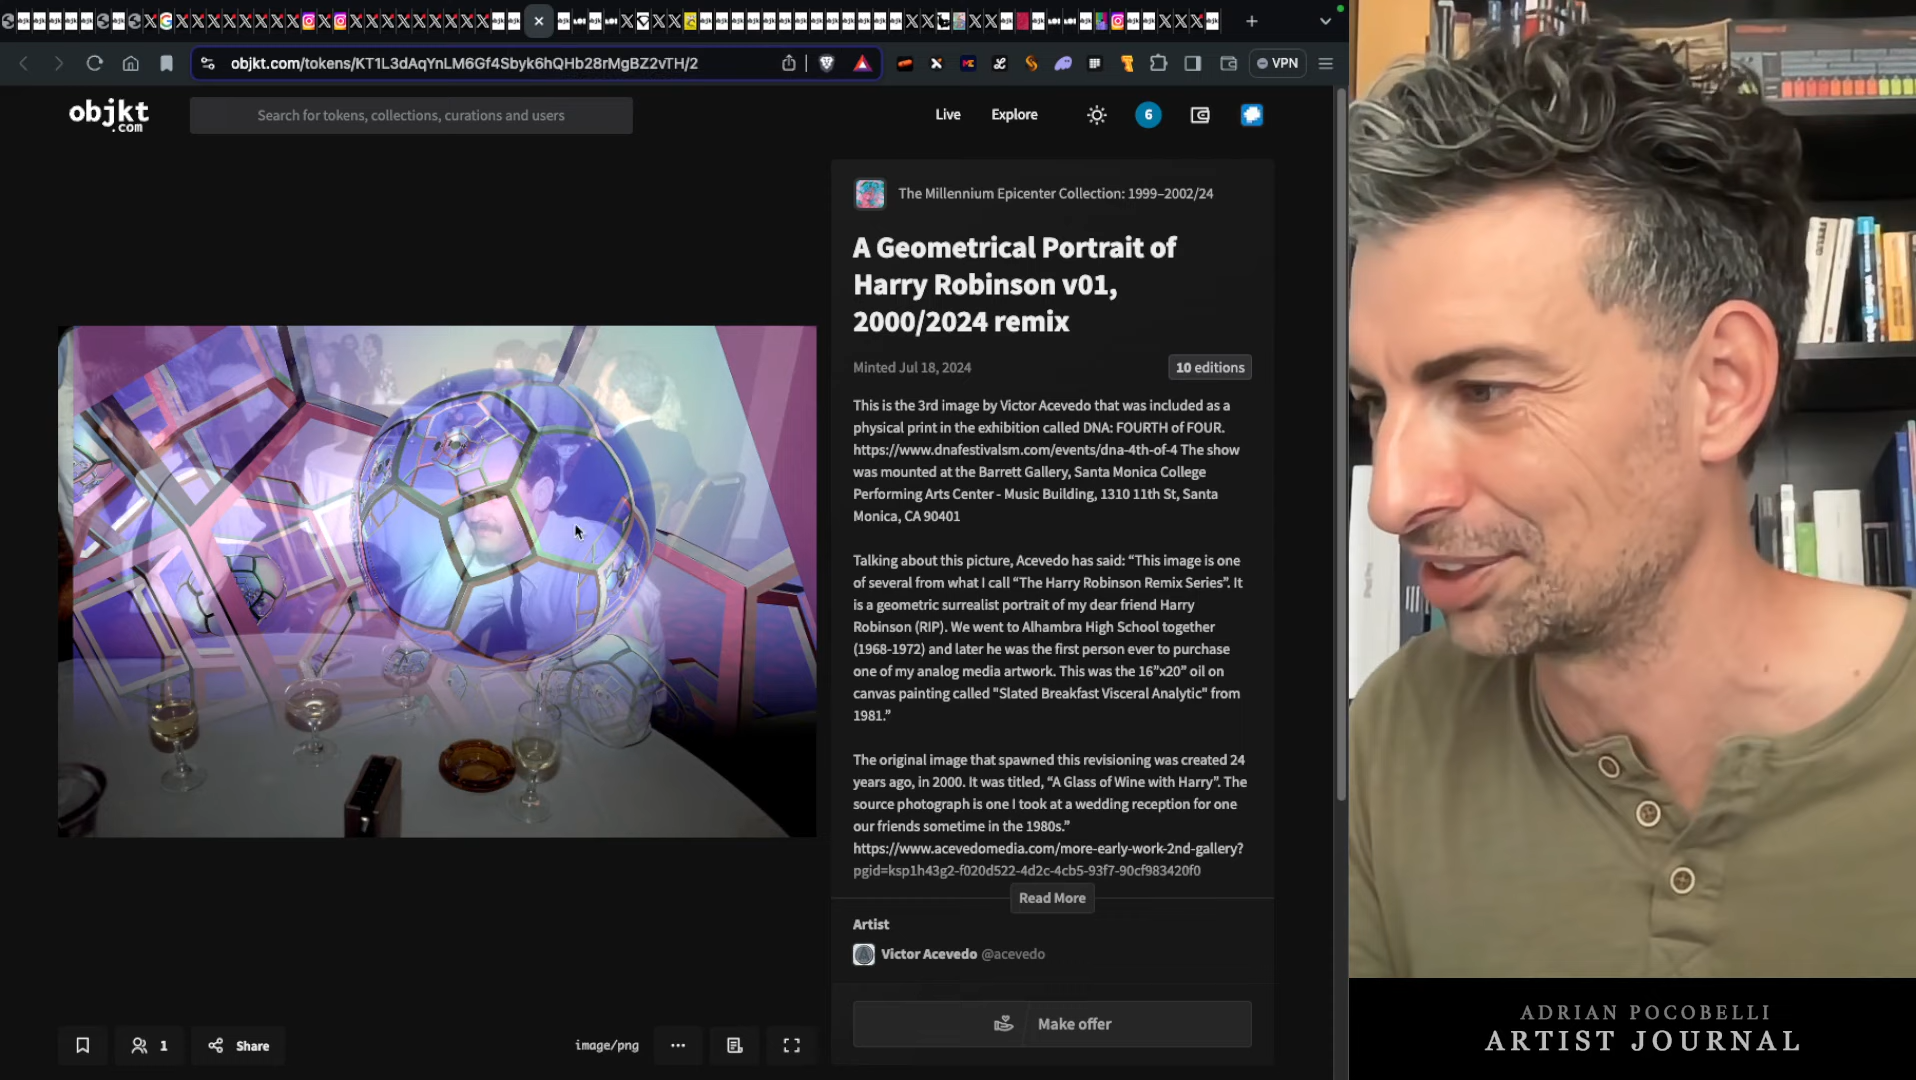 objkt.com/tokens/KT1L3dAqYnLM6Gf4Sbyk6hQHb28rMgBZ2vTH/2
VPN
objkt
.com
Search for tokens, collections, curations and users
Live
Explore
6
The Millennium Epicenter Collection: 1999–2002/24
A Geometrical Portrait of
Harry Robinson v01,
2000/2024 remix
Minted Jul 18, 2024
10 editions
This is the 3rd image by Victor Acevedo that was included as a
physical print in the exhibition called DNA: FOURTH of FOUR.
https://www.dnafestivalsm.com/events/dna-4th-of-4 The show
was mounted at the Barrett Gallery, Santa Monica College
Performing Arts Center - Music Building, 1310 11th St, Santa
Monica, CA 90401
Talking about this picture, Acevedo has said: “This image is one
of several from what I call “The Harry Robinson Remix Series”. It
is a geometric surrealist portrait of my dear friend Harry
Robinson (RIP). We went to Alhambra High School together
(1968-1972) and later he was the first person ever to purchase
one of my analog media artwork. This was the 16”x20” oil on
canvas painting called "Slated Breakfast Visceral Analytic" from
1981.”
The original image that spawned this revisioning was created 24
years ago, in 2000. It was titled, “A Glass of Wine with Harry”. The
source photograph is one I took at a wedding reception for one
our friends sometime in the 1980s.”
https://www.acevedomedia.com/more-early-work-2nd-gallery?
pgid=ksp1h43g2-f020d522-4d2c-4cb5-93f7-90cf983420f0
Read More
Artist
Victor Acevedo @acevedo
Make offer
1
Share
image/png
ADRIAN POCOBELLI
ARTIST JOURNAL